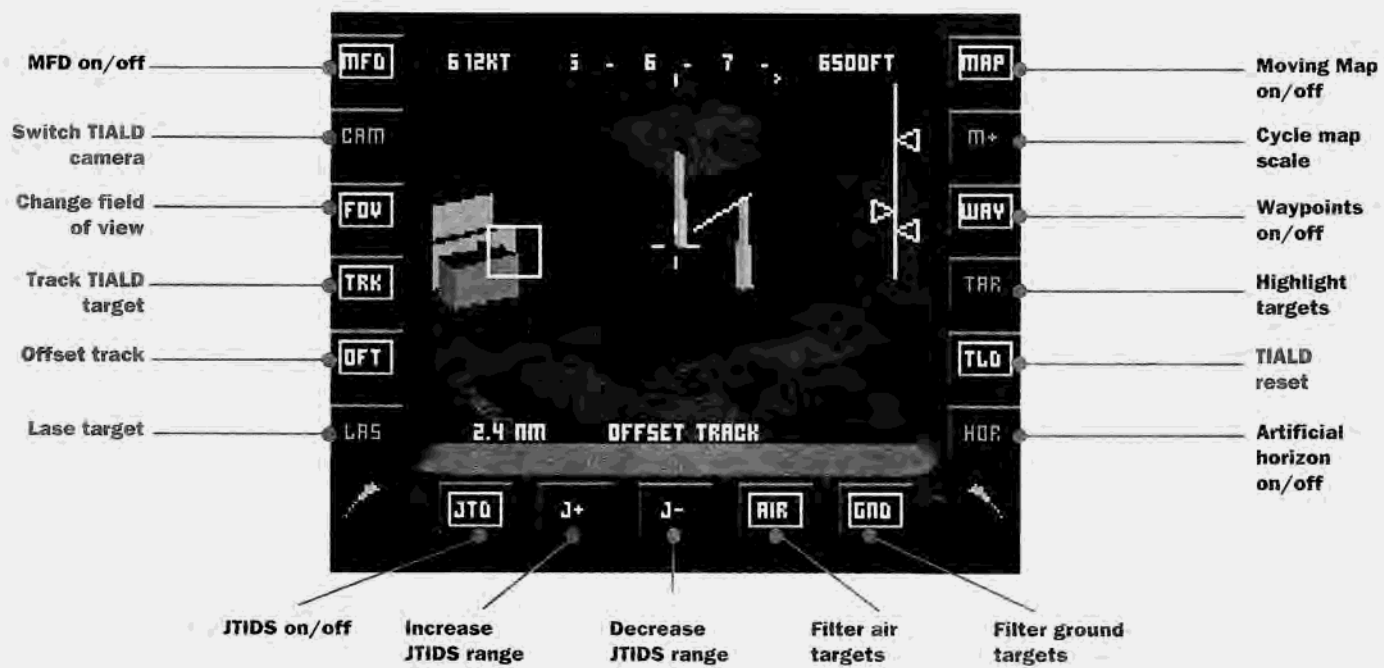 MFD on/off
Switch TIALD
camera
Change field
of view
Track TIALD
target
Offset track
Lase target
MFD
CAM
FOV
TRK
OFT
LAS
612KT
5 - 6 - 7 -
6500FT
2.4 NM
OFFSET TRACK
JTD
J+
J-
AIR
GND
MAP
M+
WAY
TAR
TLD
HOR
Moving Map
on/off
Cycle map
scale
Waypoints
on/off
Highlight
targets
TIALD
reset
Artificial
horizon
on/off
JTIDS on/off
Increase
JTIDS range
Decrease
JTIDS range
Filter air
targets
Filter ground
targets